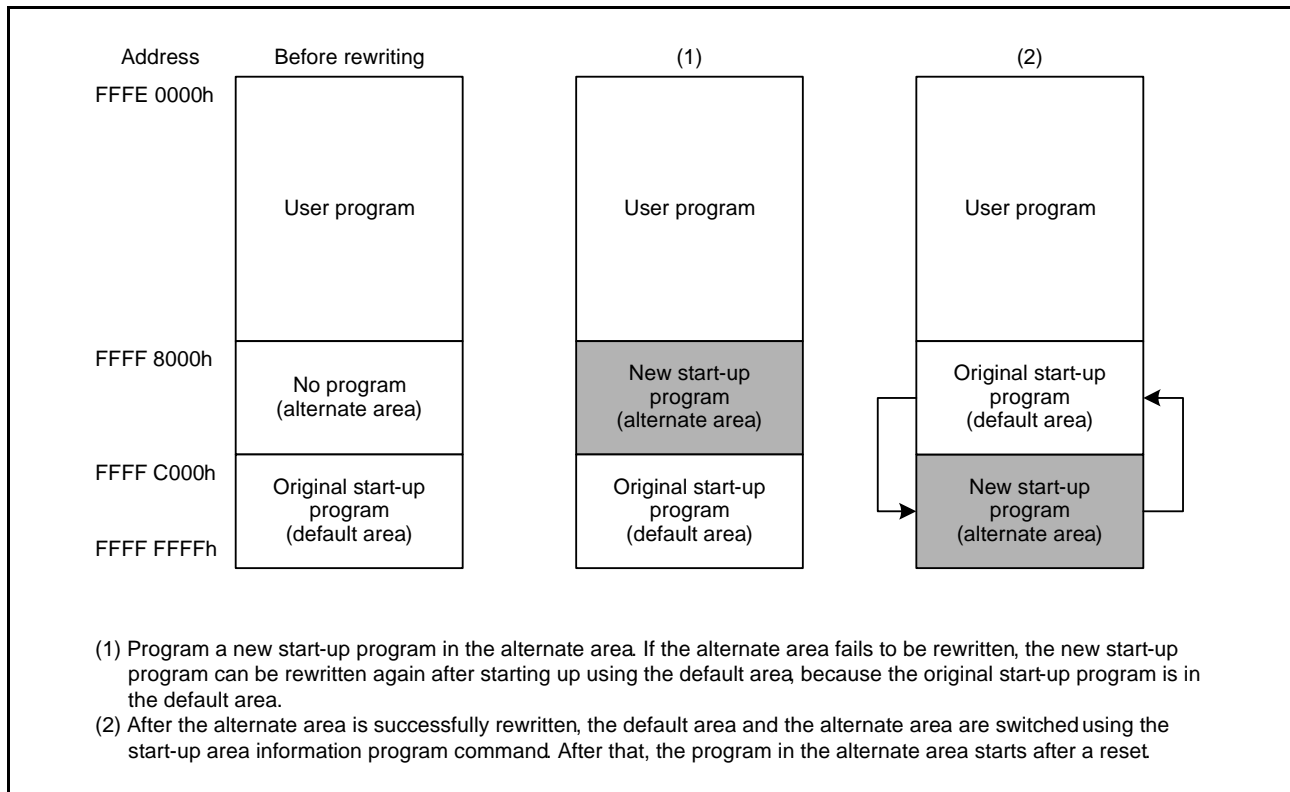 Address
Before rewriting
(1)
(2)
FFFE 0000h
User program
User program
User program
FFFF 8000h
No program
(alternate area)
New start-up
program
(alternate area)
Original start-up
program
(default area)
FFFF C000h
Original start-up
program
(default area)
Original start-up
program
(default area)
New start-up
program
(alternate area)
FFFF FFFFh
(1) Program a new start-up program in the alternate area. If the alternate area fails to be rewritten, the new start-up
program can be rewritten again after starting up using the default area, because the original start-up program is in
the default area.
(2) After the alternate area is successfully rewritten, the default area and the alternate area are switched using the
start-up area information program command. After that, the program in the alternate area starts after a reset.